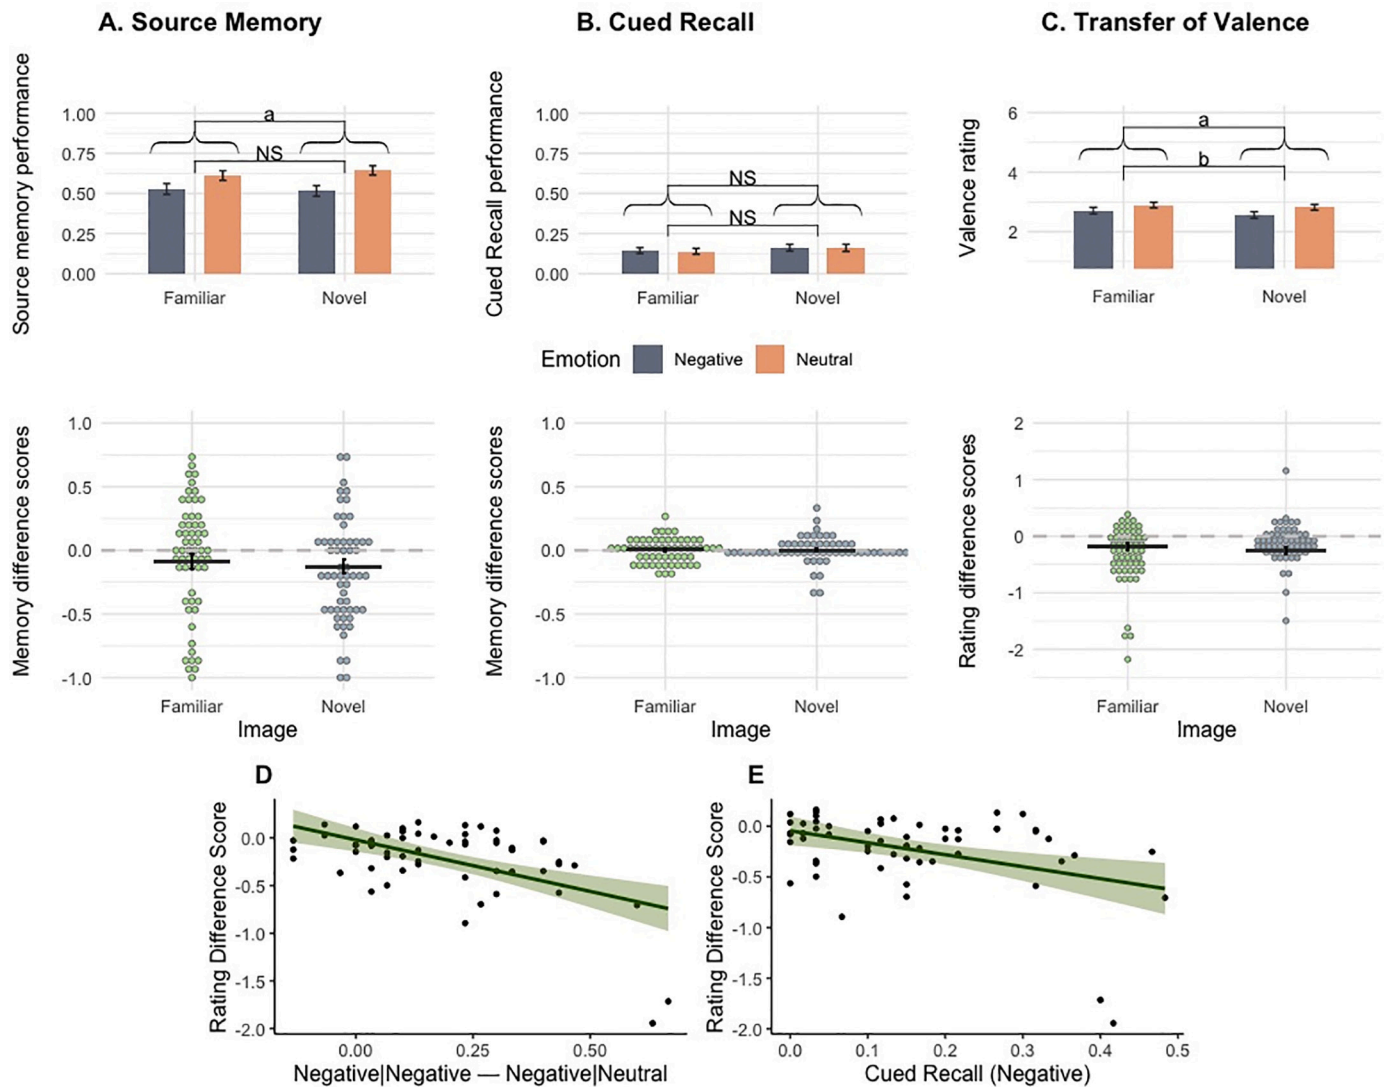 A. Source Memory
B. Cued Recall
C. Transfer of Valence
Source memory performance
1.00
0.75
0.50
0.25
0.00
a
NS
Familiar
Novel
Cued Recall performance
1.00
0.75
0.50
0.25
0.00
NS
NS
Familiar
Novel
Valence rating
6
4
2
a
b
Familiar
Novel
Emotion Negative Neutral
Memory difference scores
1.0
0.5
0.0
-0.5
-1.0
Familiar
Novel
Image
Memory difference scores
1.0
0.5
0.0
-0.5
-1.0
Familiar
Novel
Image
Rating difference scores
2
1
0
-1
-2
Familiar
Novel
Image
D
Rating Difference Score
0.0
-0.5
-1.0
-1.5
-2.0
0.00
0.25
0.50
Negative|Negative — Negative|Neutral
E
Rating Difference Score
0.0
-0.5
-1.0
-1.5
-2.0
0.0
0.1
0.2
0.3
0.4
0.5
Cued Recall (Negative)